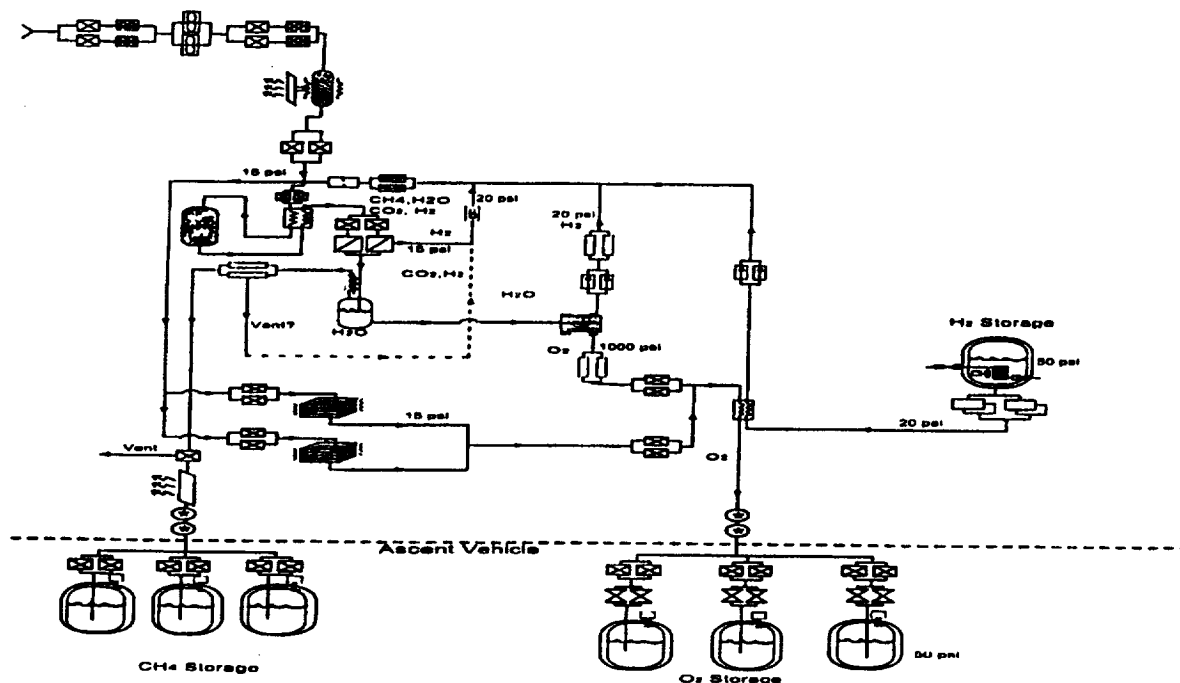 15 psi
CH4,H2O
CO2, H2
20 psi
20 psi
H2
H2
15 psi
CO2,H2
H2O
H2O
Vent?
O2
1000 psi
H2 Storage
50 psi
15 psi
20 psi
Vent
O2
Ascent Vehicle
50 psi
CH4 Storage
O2 Storage